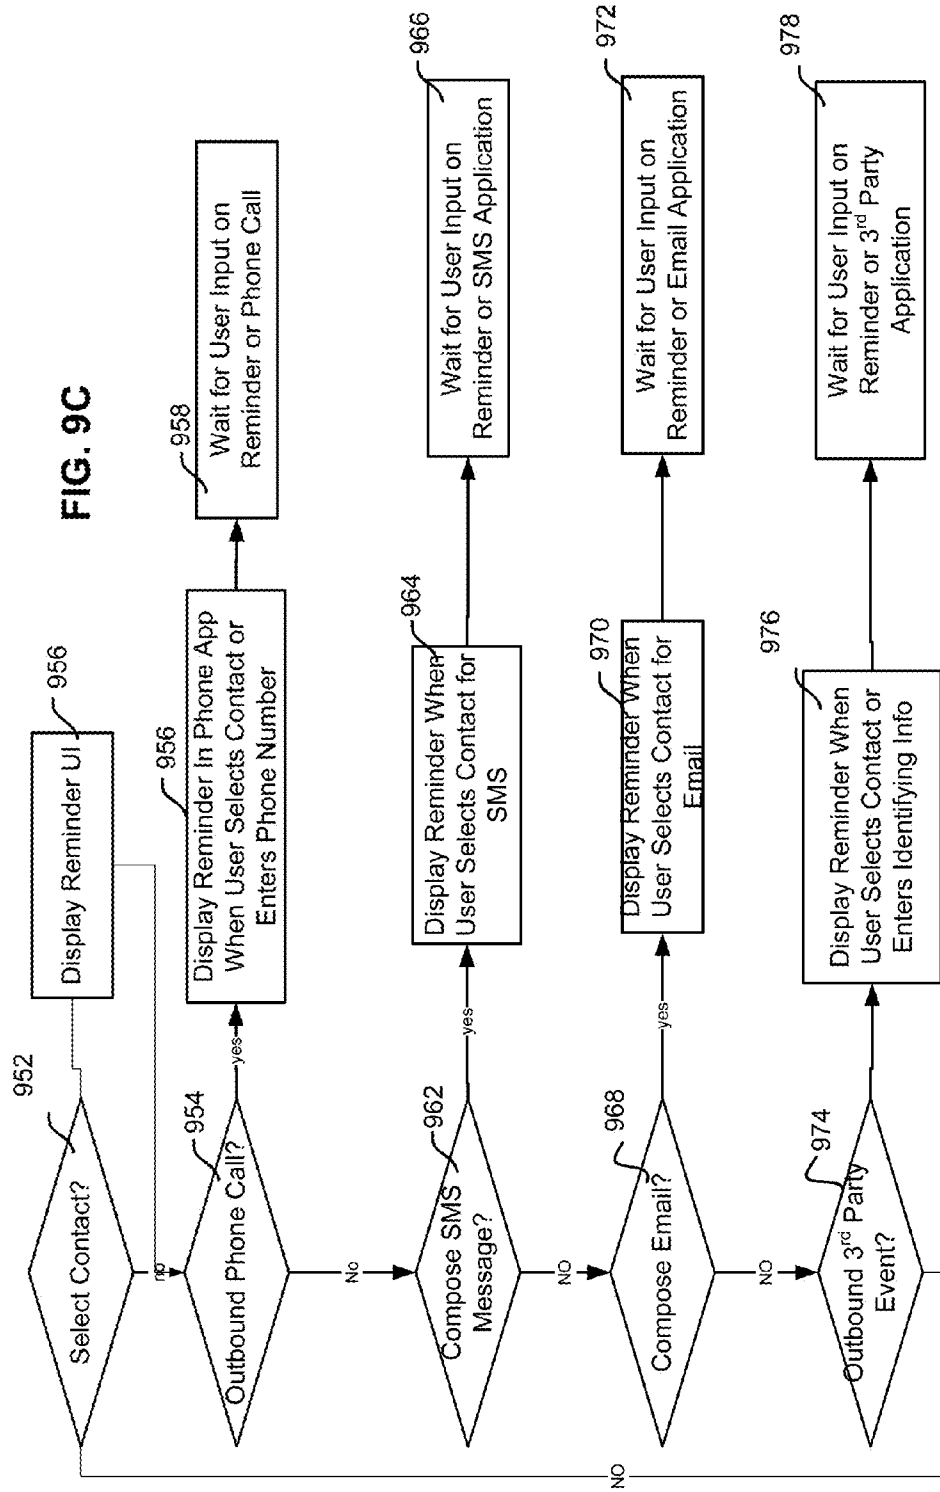 FIG. 9C
952
Select Contact?
956
Display Reminder UI
no
954
Outbound Phone Call?
yes
956
Display Reminder In Phone App
When User Selects Contact or
Enters Phone Number
958
Wait for User Input on
Reminder or Phone Call
No
962
Compose SMS
Message?
yes
964
Display Reminder When
User Selects Contact for
SMS
966
Wait for User Input on
Reminder or SMS Application
NO
968
Compose Email?
yes
970
Display Reminder When
User Selects Contact for
Email
972
Wait for User Input on
Reminder or Email Application
NO
974
Outbound 3rd Party
Event?
976
Display Reminder When
User Selects Contact or
Enters Identifying Info
978
Wait for User Input on
Reminder or 3rd Party
Application
NO